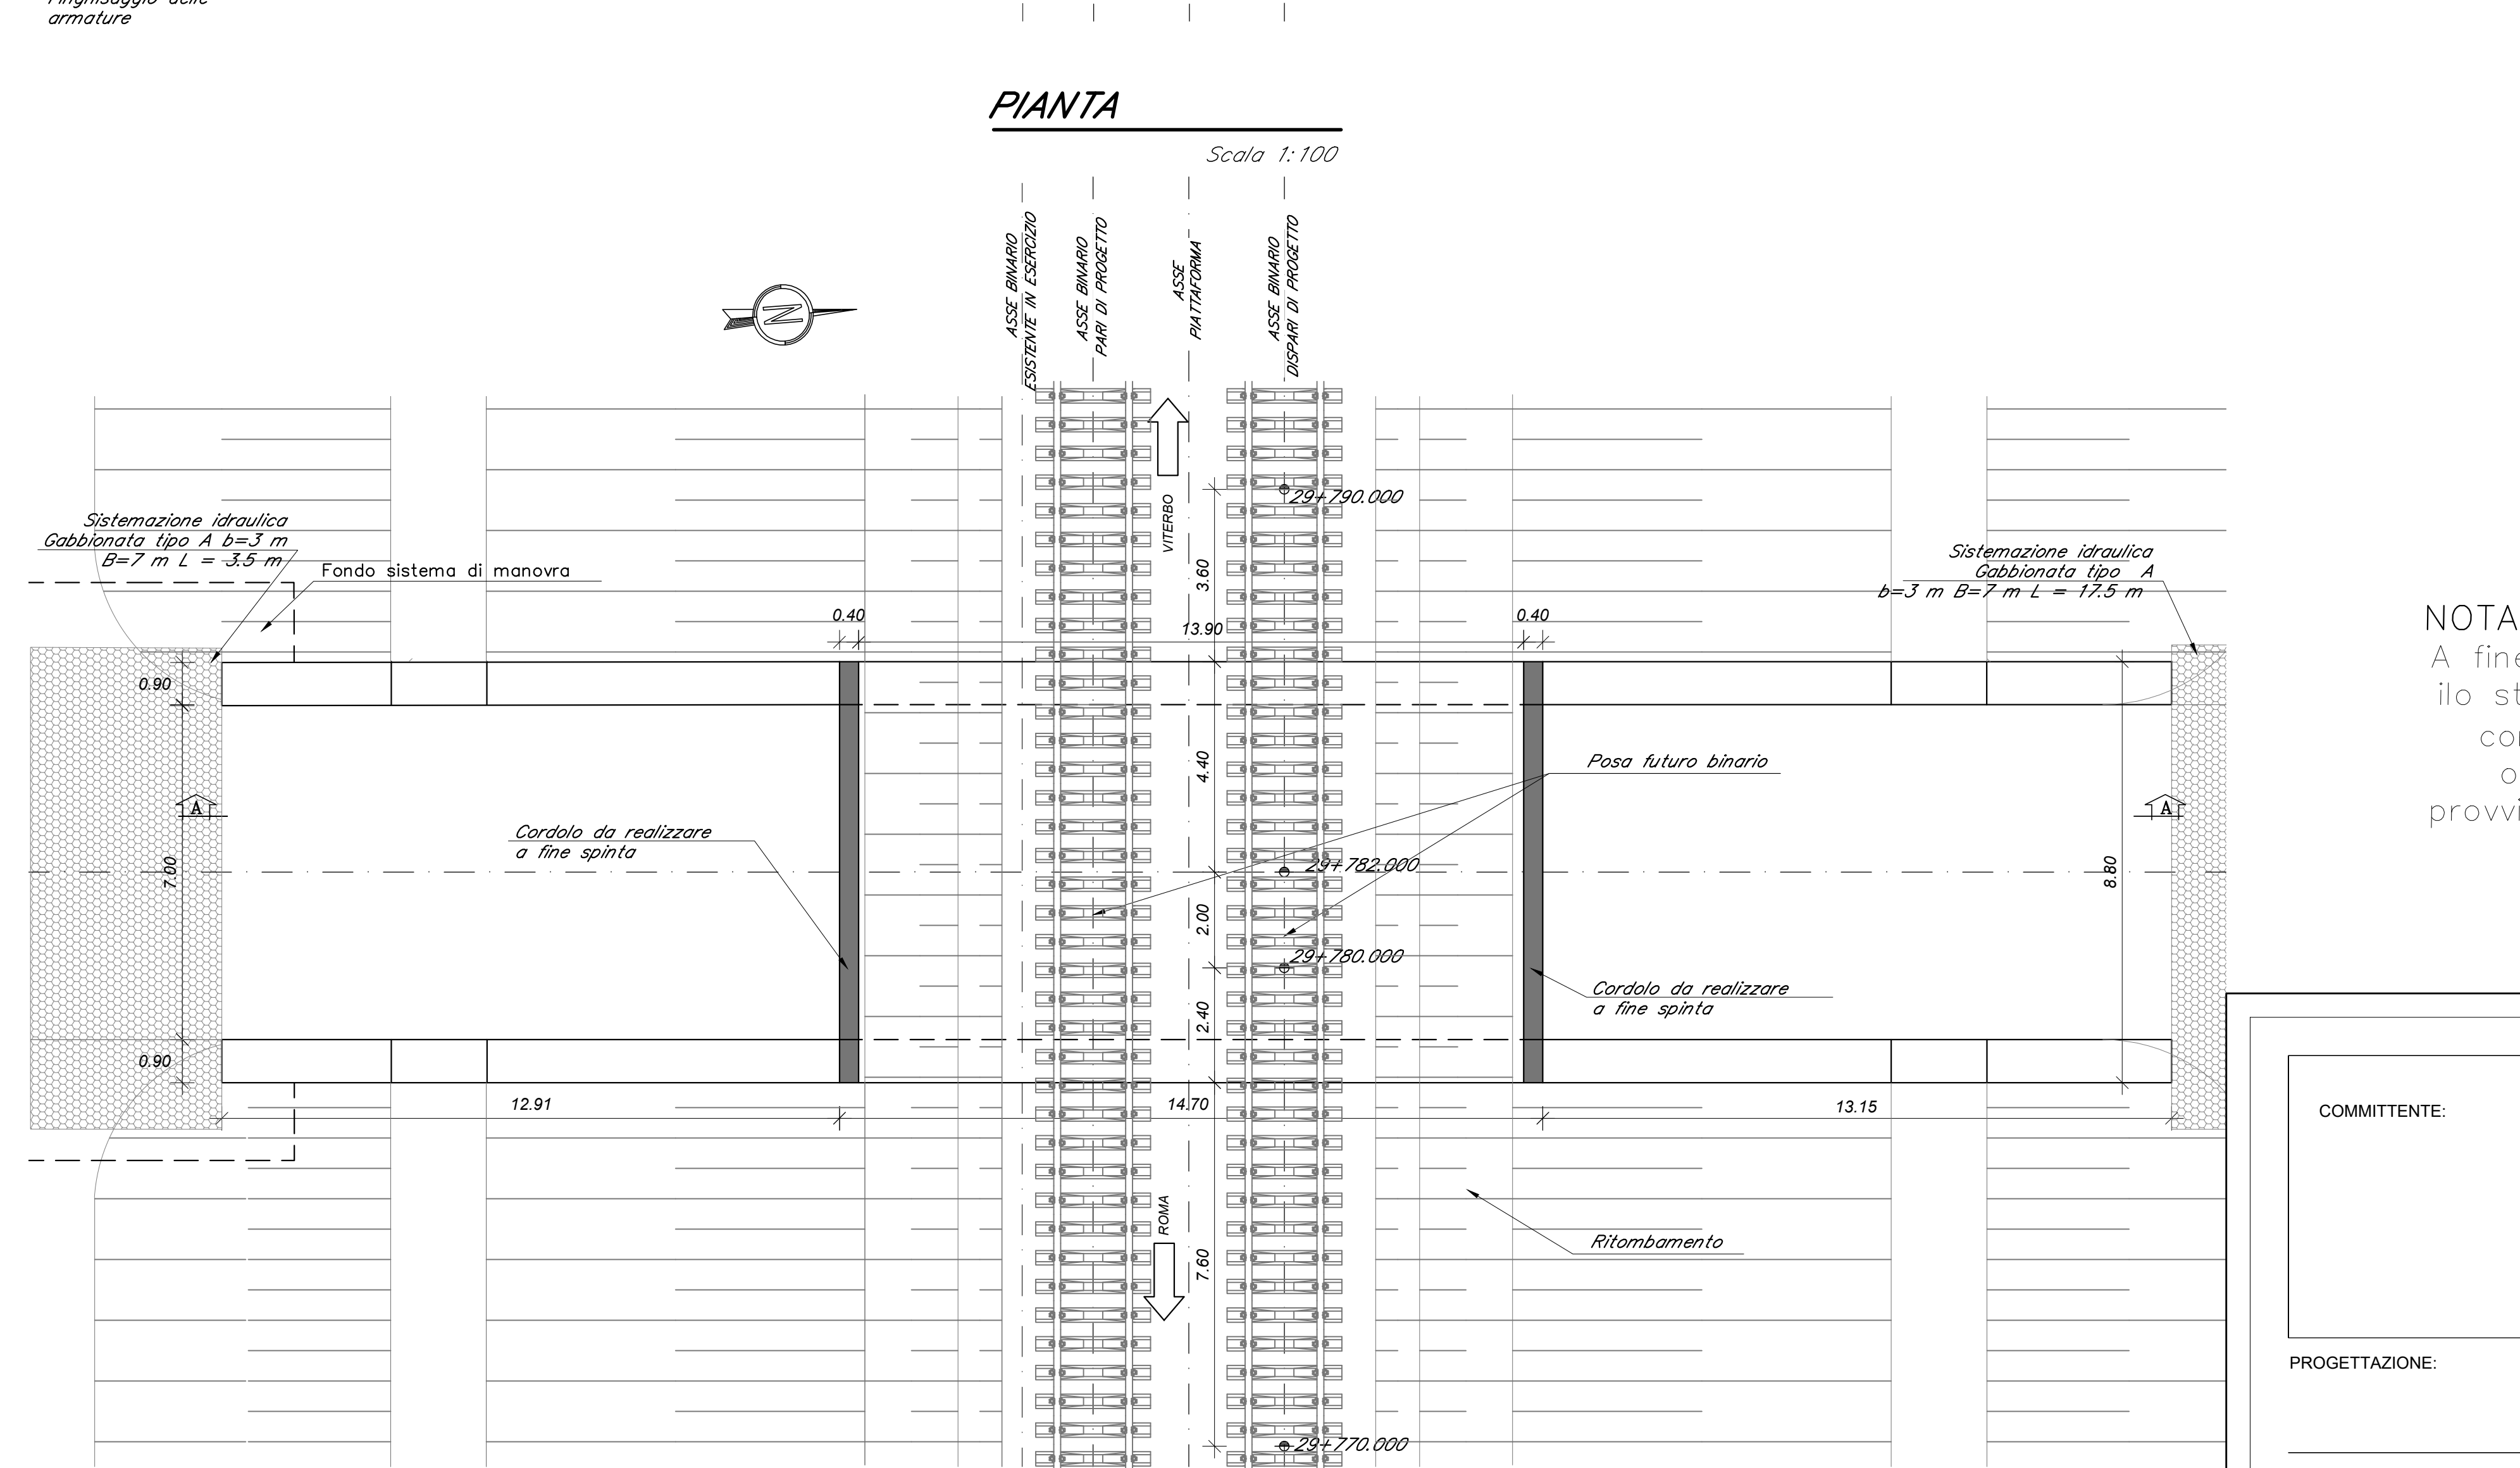 armature
PIANTA
Scala 1:100
ASSE BINARIO
ESISTENTE IN ESERCIZIO
ASSE BINARIO
PARI DI PROGETTO
ASSE
PIATTAFORMA
ASSE BINARIO
DISPARI DI PROGETTO
N
VITERBO
29+790.000
Sistemazione idraulica
Gabbionata tipo A b=3 m
B=7 m L = 3.5 m
Fondo sistema di manovra
Sistemazione idraulica
Gabbionata tipo A
b=3 m B=7 m L = 17.5 m
3.60
0.40
13.90
0.40
NOTA
A fine
ilo st
con
o
provvi
0.90
4.40
Posa futuro binario
A
A
Cordolo da realizzare
a fine spinta
7.00
29+782.000
8.80
2.00
29+780.000
Cordolo da realizzare
a fine spinta
2.40
0.90
12.91
14.70
13.15
COMMITTENTE:
ROMA
7.60
Ritombamento
PROGETTAZIONE:
29+770.000